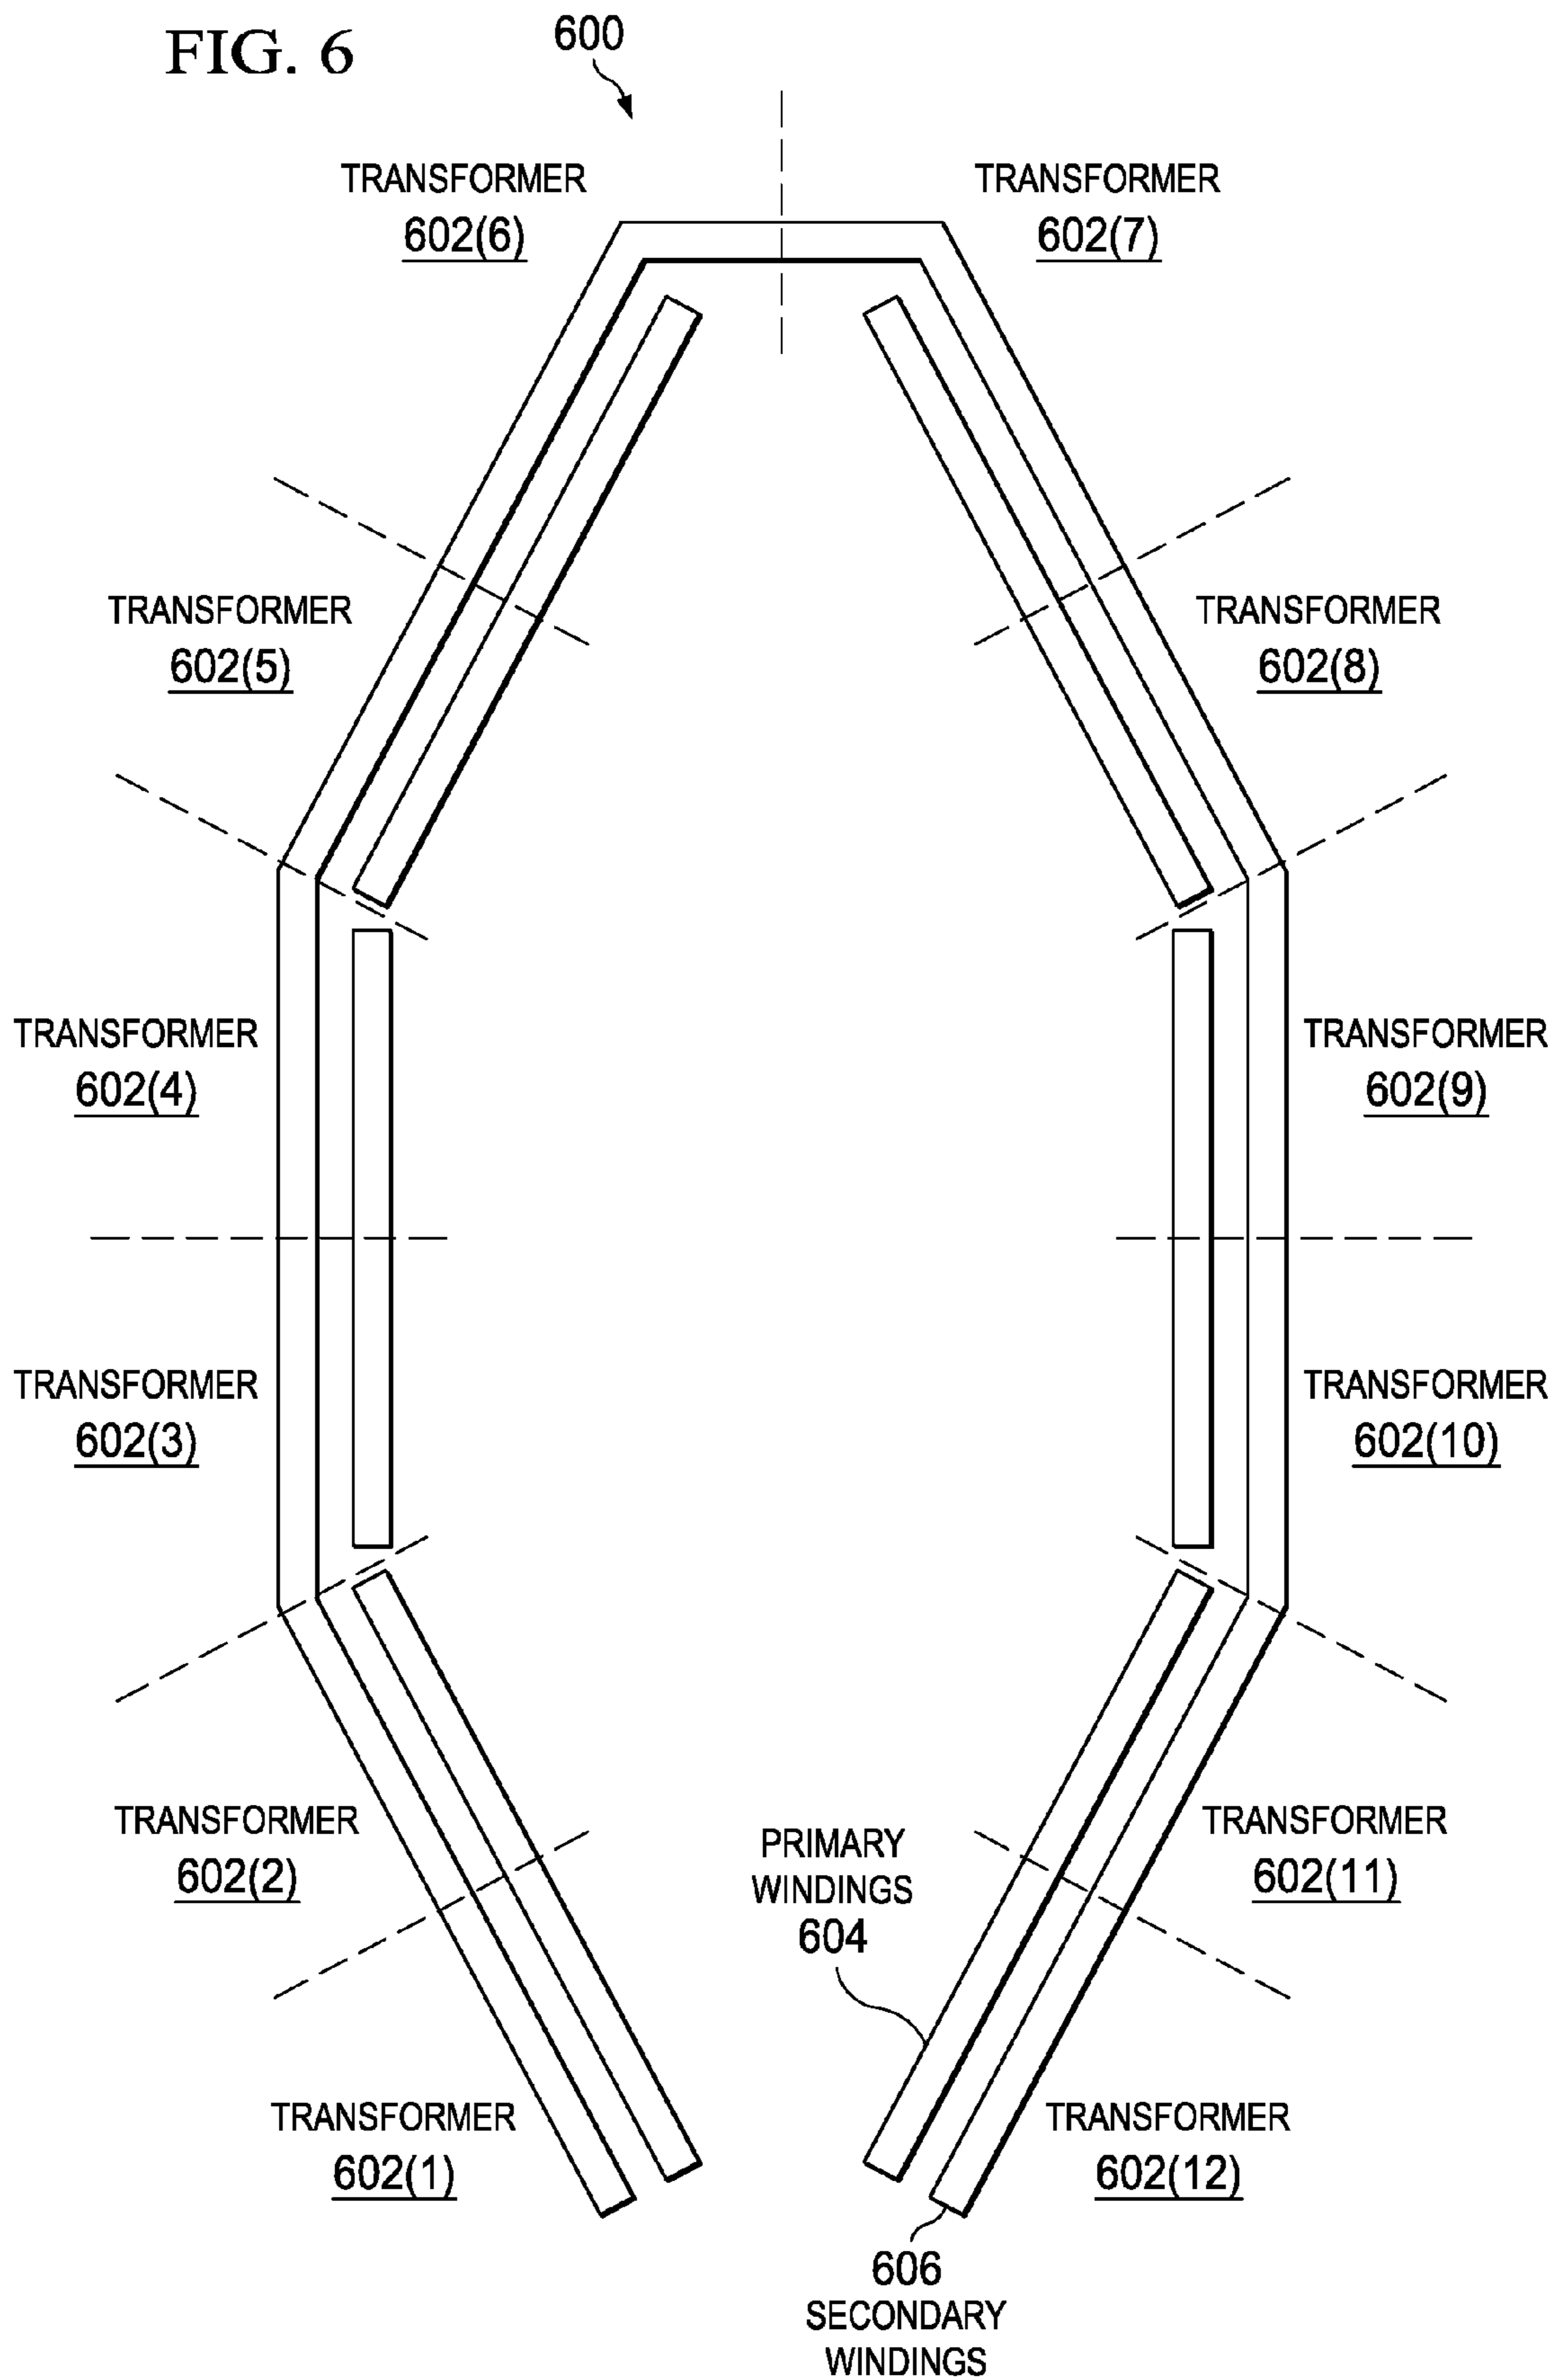 FIG. 6
600
TRANSFORMER
602(6)
TRANSFORMER
602(7)
TRANSFORMER
602(5)
TRANSFORMER
602(8)
TRANSFORMER
602(4)
TRANSFORMER
602(9)
TRANSFORMER
602(3)
TRANSFORMER
602(10)
TRANSFORMER
602(2)
PRIMARY
WINDINGS
604
TRANSFORMER
602(11)
TRANSFORMER
602(1)
TRANSFORMER
602(12)
606
SECONDARY
WINDINGS